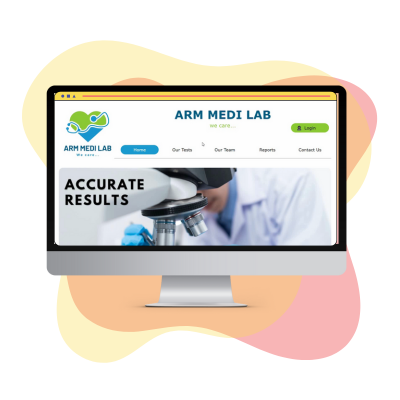 ARM MEDI LAB
we care...
Login
ARM MEDI LAB
We care...
Home
Our Tests
Our Team
Reports
Contact Us
ACCURATE
RESULTS